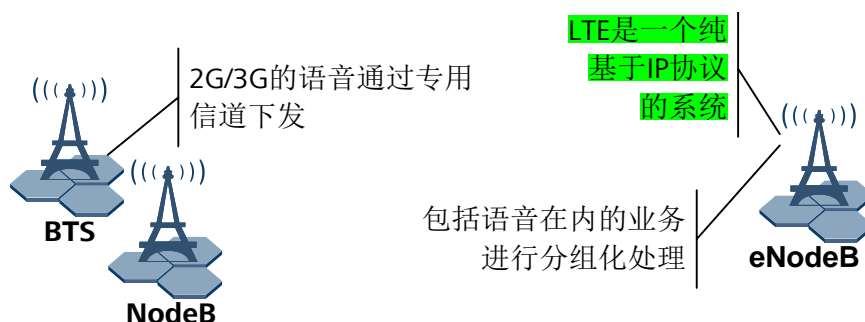 2G/3G的语音通过专用
信道下发
BTS
NodeB
LTE是一个纯
基于IP协议
的系统
包括语音在内的业务
进行分组化处理
eNodeB